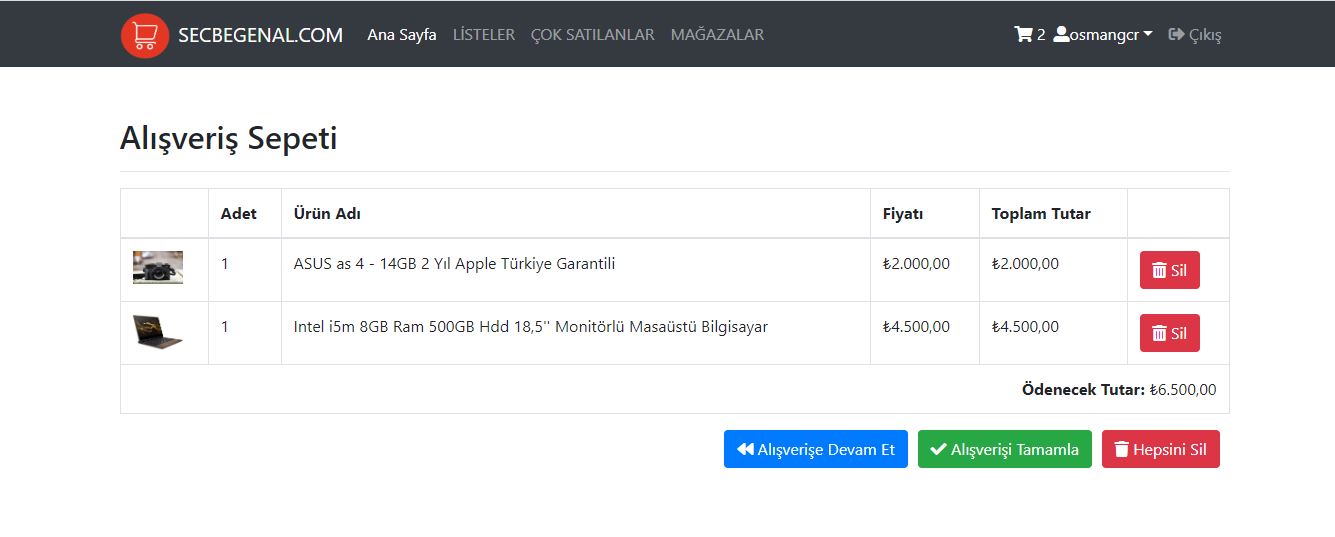 SECBEGENAL.COM Ana Sayfa LİSTELER ÇOK SATILANLAR MAĞAZALAR 2 osmangcr Çıkış
Alışveriş Sepeti
Adet Ürün Adı Fiyatı Toplam Tutar
1 ASUS as 4 - 14GB 2 Yıl Apple Türkiye Garantili ₺2.000,00 ₺2.000,00 Sil
1 Intel i5m 8GB Ram 500GB Hdd 18,5'' Monitörlü Masaüstü Bilgisayar ₺4.500,00 ₺4.500,00 Sil
Ödenecek Tutar: ₺6.500,00
Alışverişe Devam Et Alışverişi Tamamla Hepsini Sil